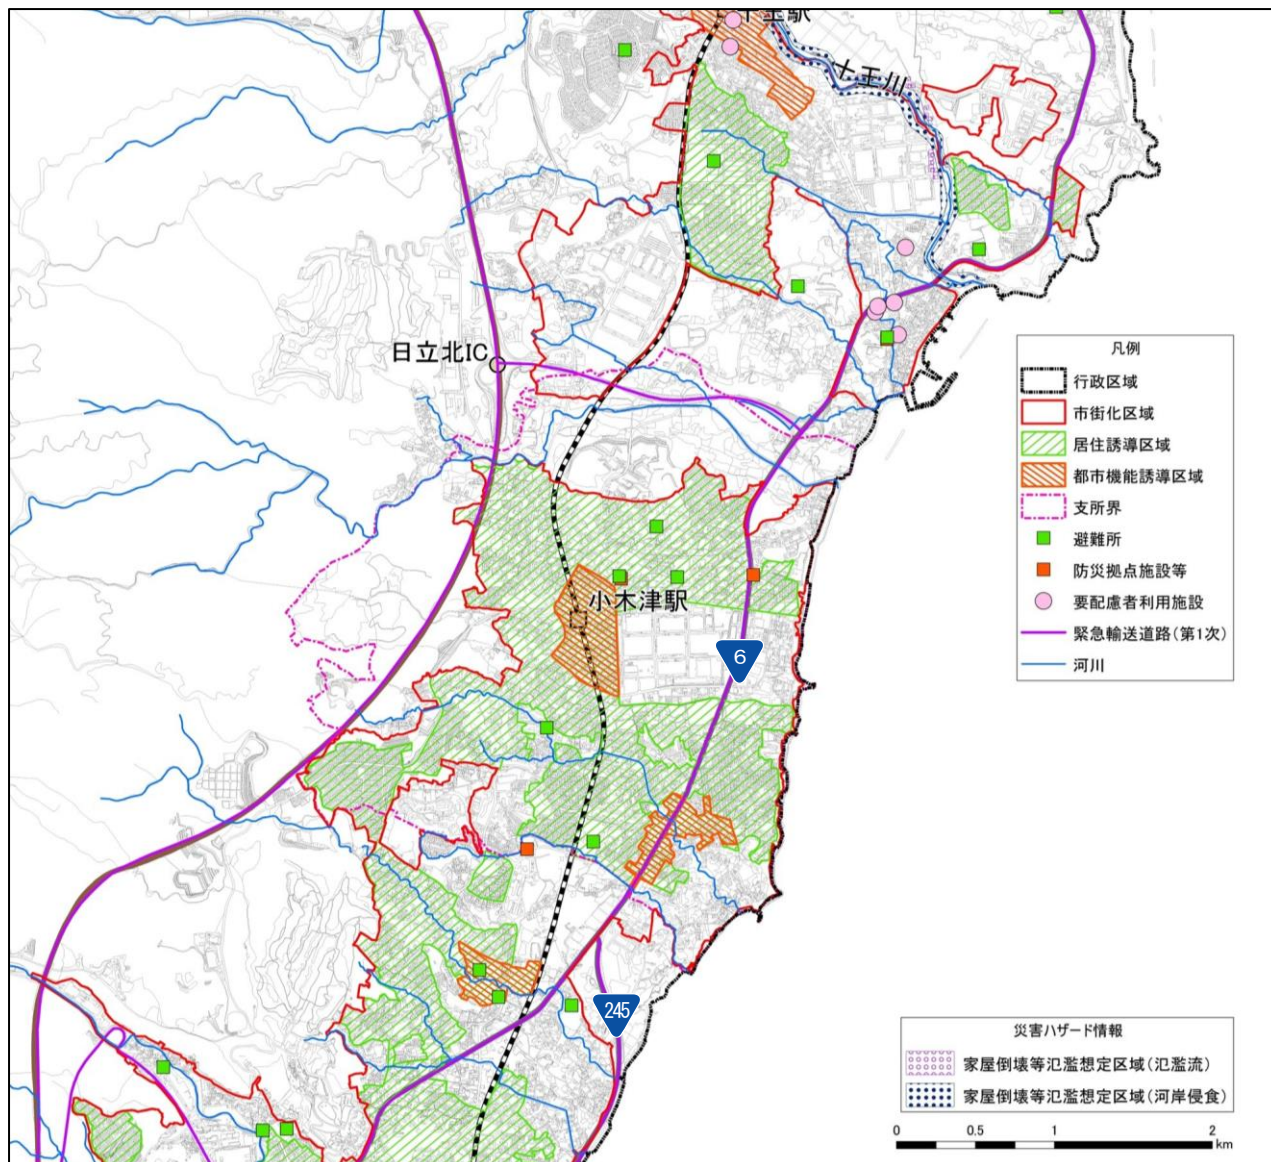 十王駅
十王川
日立北IC
小木津駅
6
245
凡例
行政区域
市街化区域
居住誘導区域
都市機能誘導区域
支所界
避難所
防災拠点施設等
要配慮者利用施設
緊急輸送道路(第1次)
河川
災害ハザード情報
家屋倒壊等氾濫想定区域(氾濫流)
家屋倒壊等氾濫想定区域(河岸侵食)
0 0.5 1 2
km